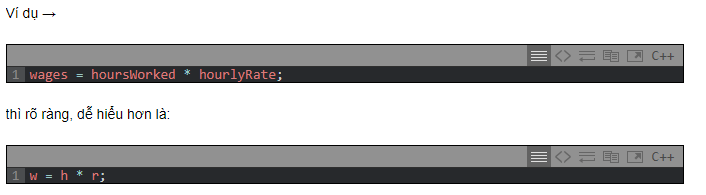 Ví dụ →
C++
1 wages = hoursWorked * hourlyRate;
thì rõ ràng, dễ hiểu hơn là:
C++
1 w = h * r;